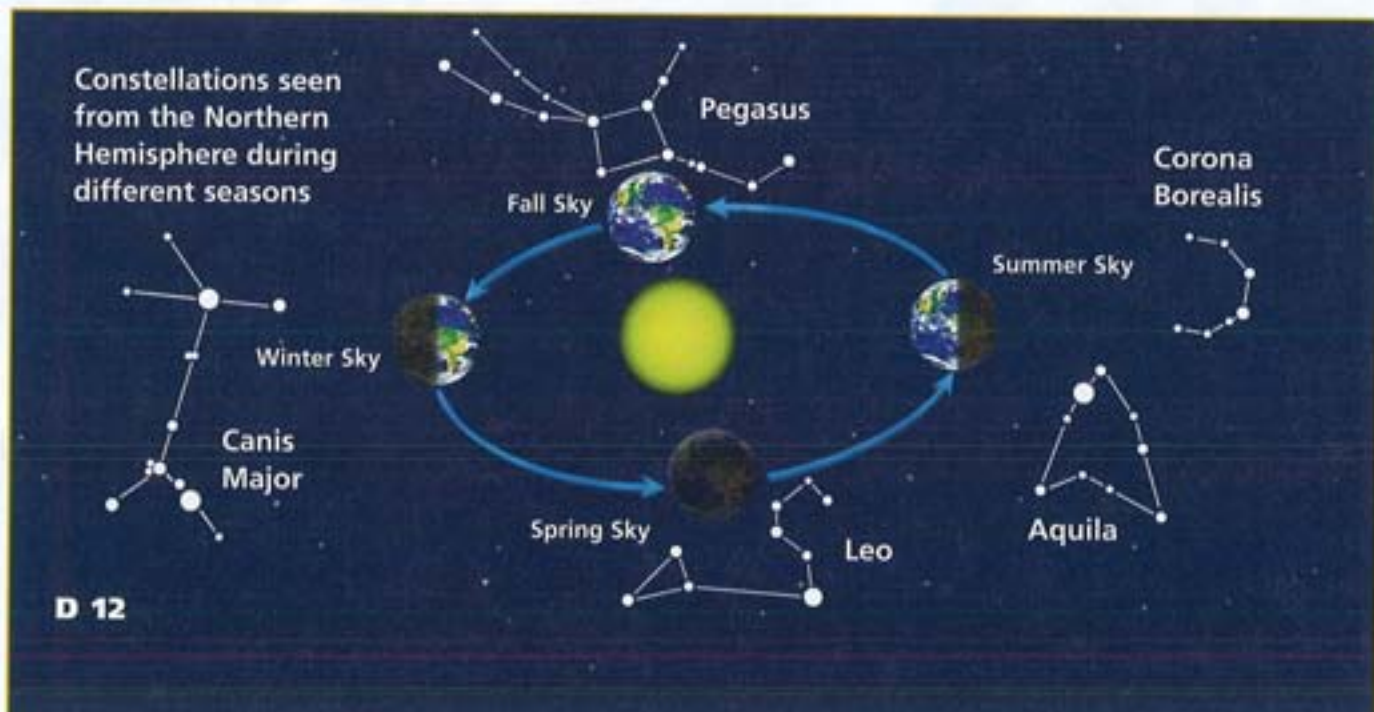 Constellations seen
from the Northern
Hemisphere during
different seasons
Pegasus
Corona
Borealis
Fall Sky
Summer Sky
Winter Sky
Canis
Major
Spring Sky
Leo
Aquila
D 12